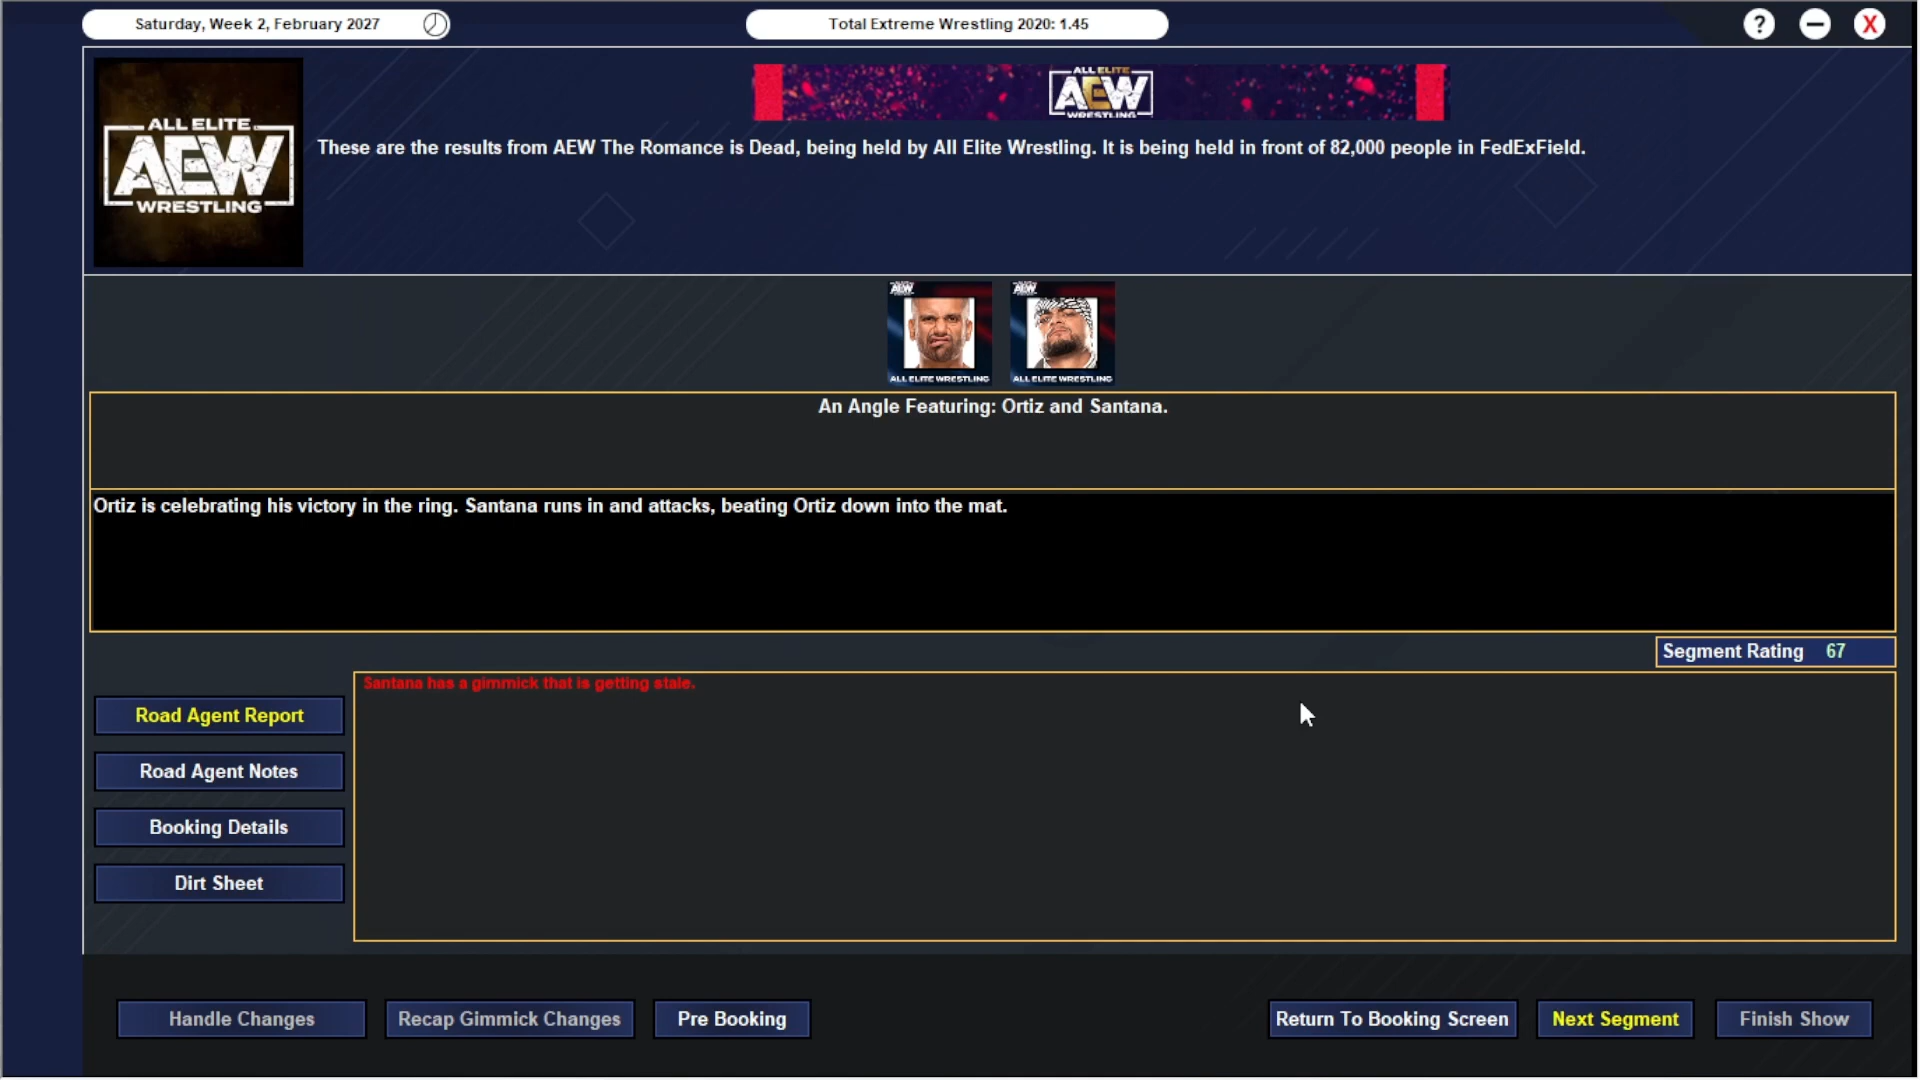 Saturday, Week 2, February 2027
Total Extreme Wrestling 2020: 1.45
?
X
ALL ELITE
AEW
WRESTLING
ALL ELITE
AEW
WRESTLING
These are the results from AEW The Romance is Dead, being held by All Elite Wrestling. It is being held in front of 82,000 people in FedExField.
AEW
AEW
ALL ELITE WRESTLING
ALL ELITE WRESTLING
An Angle Featuring: Ortiz and Santana.
Ortiz is celebrating his victory in the ring. Santana runs in and attacks, beating Ortiz down into the mat.
Segment Rating 67
Santana has a gimmick that is getting stale.
Road Agent Report
Road Agent Notes
Booking Details
Dirt Sheet
Handle Changes
Recap Gimmick Changes
Pre Booking
Return To Booking Screen
Next Segment
Finish Show